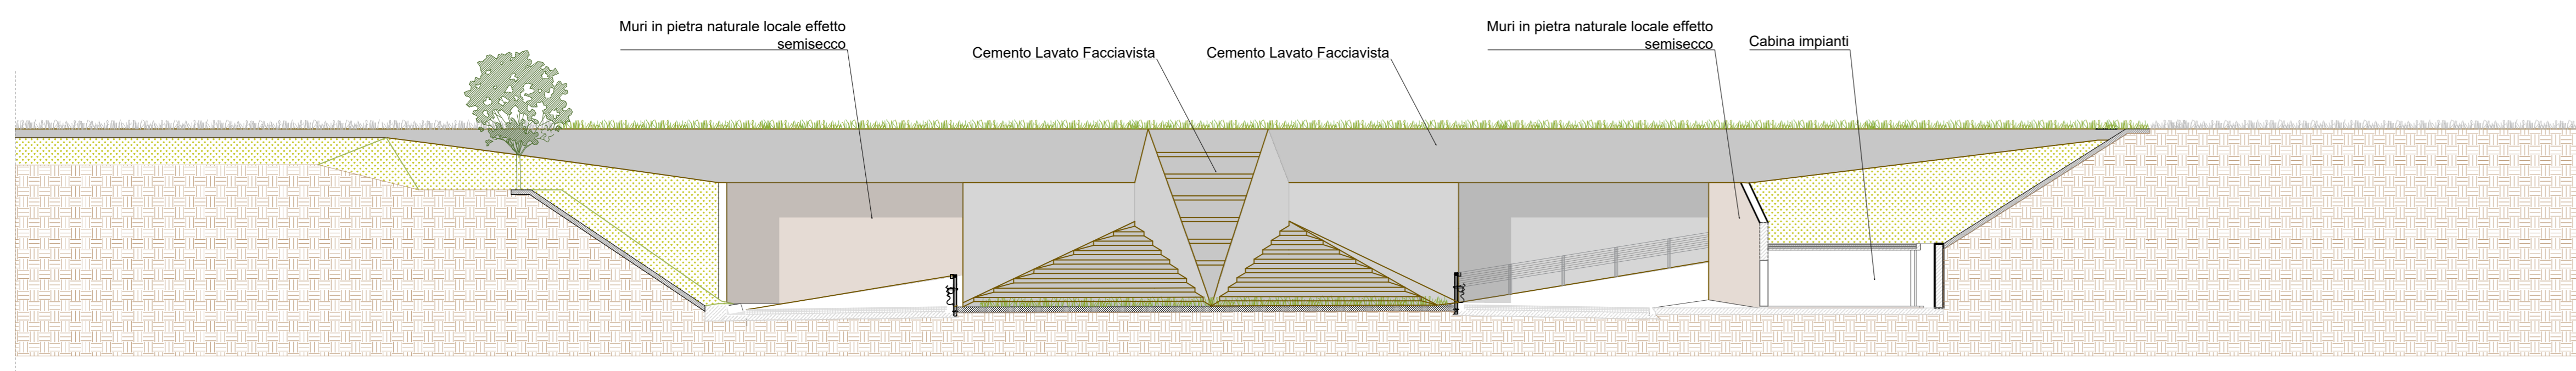 Muri in pietra naturale locale effetto
semisecco
Cemento Lavato Facciavista
Cemento Lavato Facciavista
Muri in pietra naturale locale effetto
semisecco
Cabina impianti